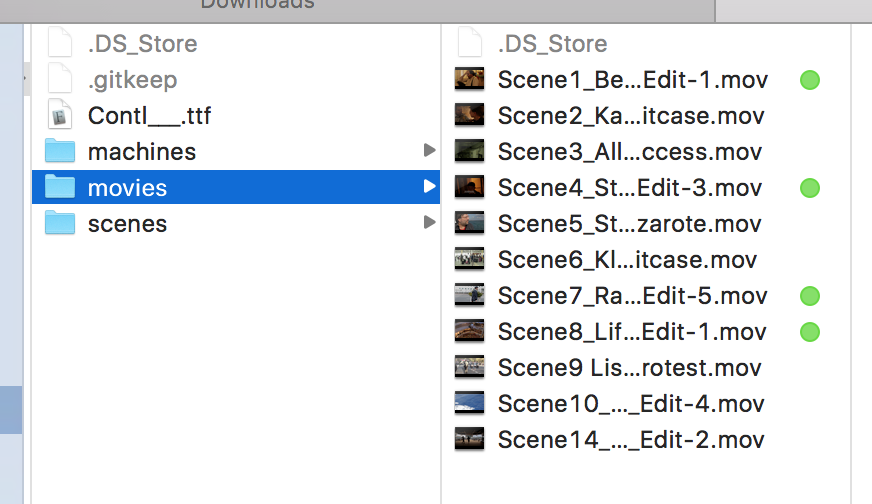 Downloads
.DS_Store
.gitkeep
Contl___.ttf
machines
movies
scenes
.DS_Store
Scene1_Be...Edit-1.mov
Scene2_Ka...itcase.mov
Scene3_All...ccess.mov
Scene4_St...Edit-3.mov
Scene5_St...zarote.mov
Scene6_Kl...itcase.mov
Scene7_Ra...Edit-5.mov
Scene8_Lif...Edit-1.mov
Scene9 Lis...rotest.mov
Scene10_..._Edit-4.mov
Scene14_..._Edit-2.mov